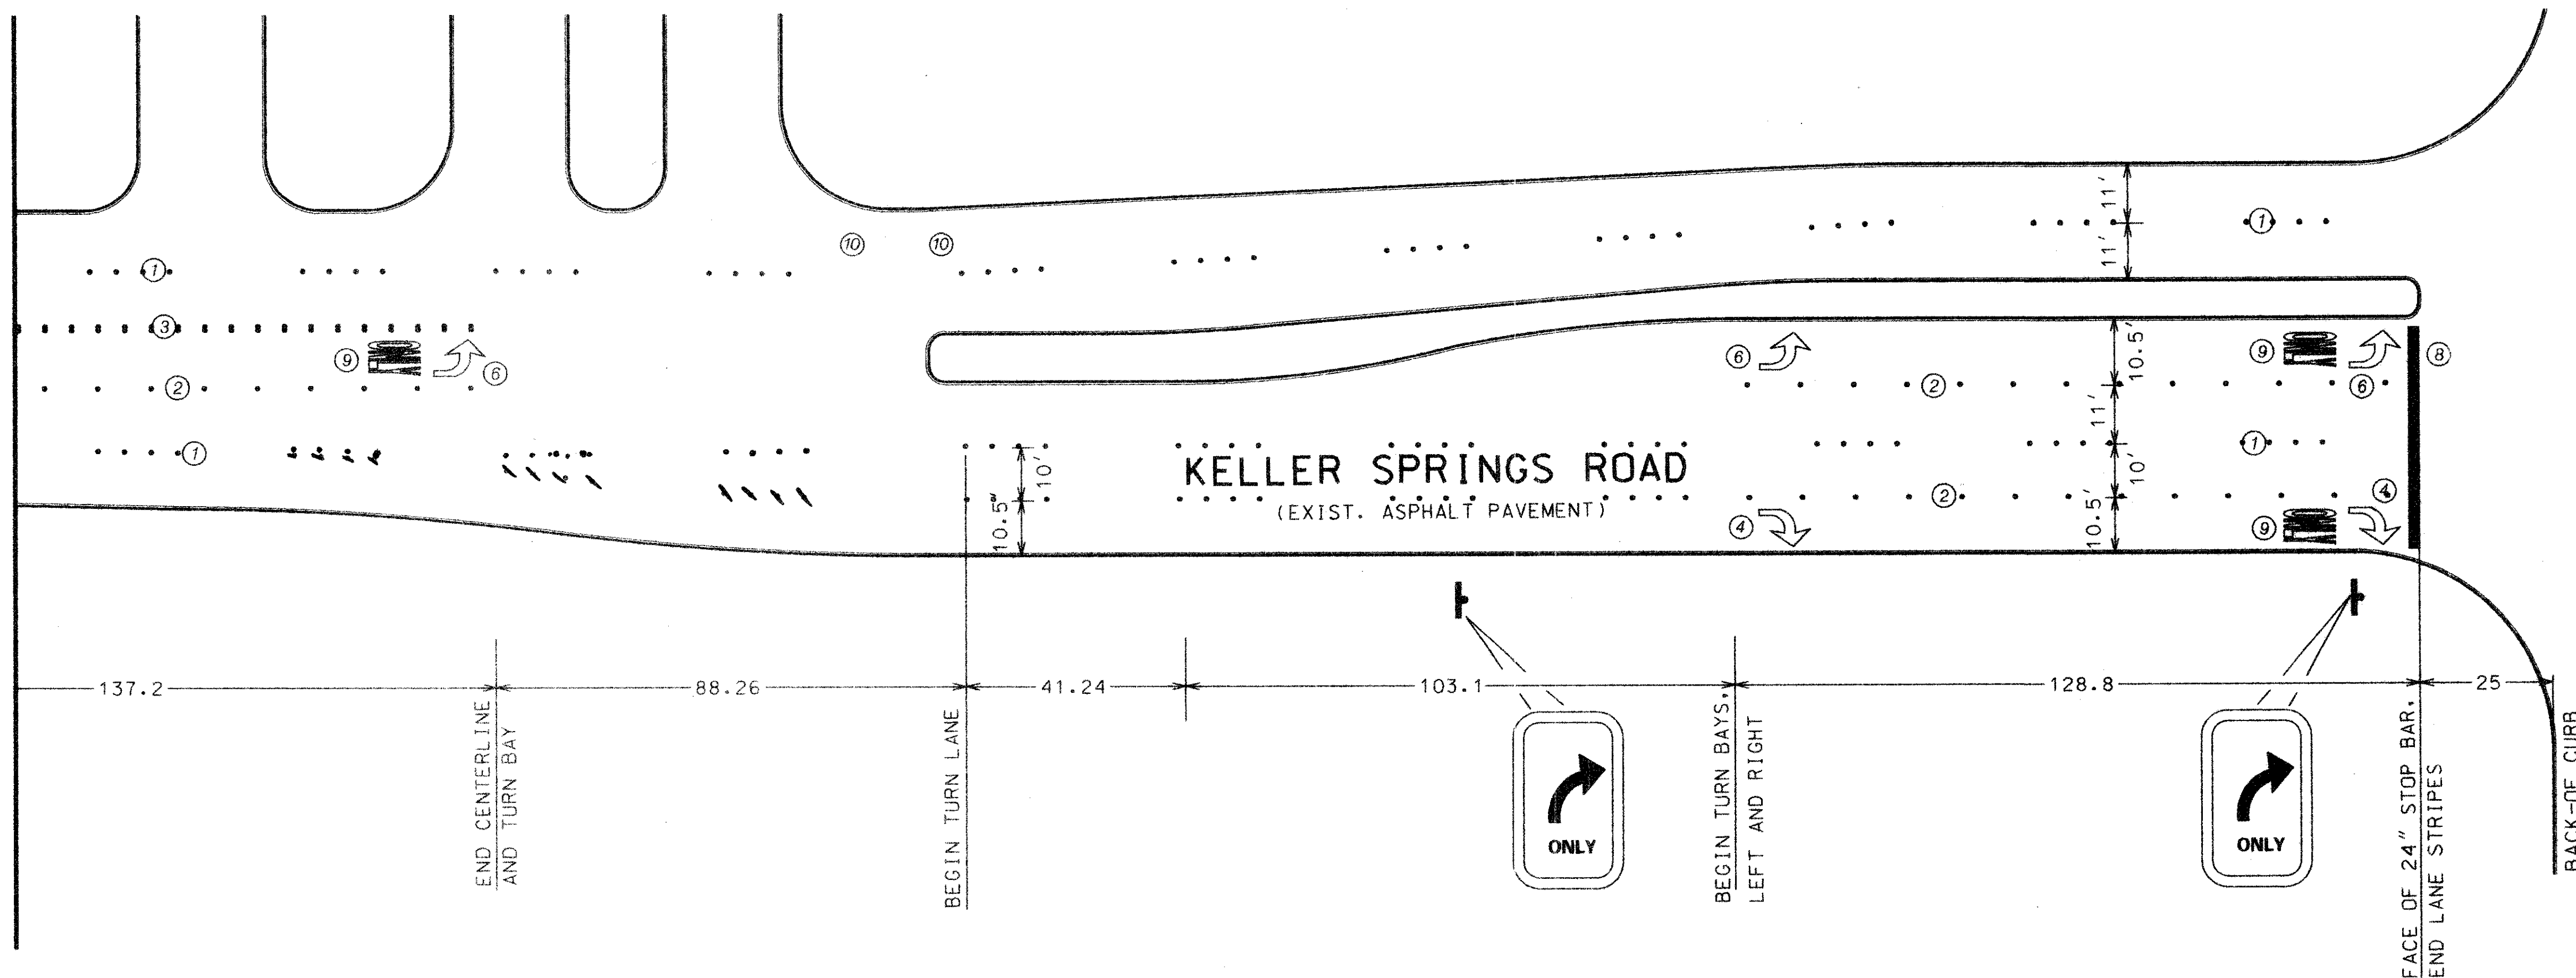 11'
11'
1
10
10
1
3
9
6
2
1
10.5'
11'
10'
10.5'
6
9
6
8
2
2
1
4
4
9
10'
10.5'
KELLER SPRINGS ROAD
(EXIST. ASPHALT PAVEMENT)
137.2
88.26
41.24
103.1
128.8
25
END CENTERLINE
AND TURN BAY
BEGIN TURN LANE
ONLY
BEGIN TURN BAYS,
LEFT AND RIGHT
ONLY
FACE OF 24" STOP BAR,
END LANE STRIPES
BACK-OF CURB